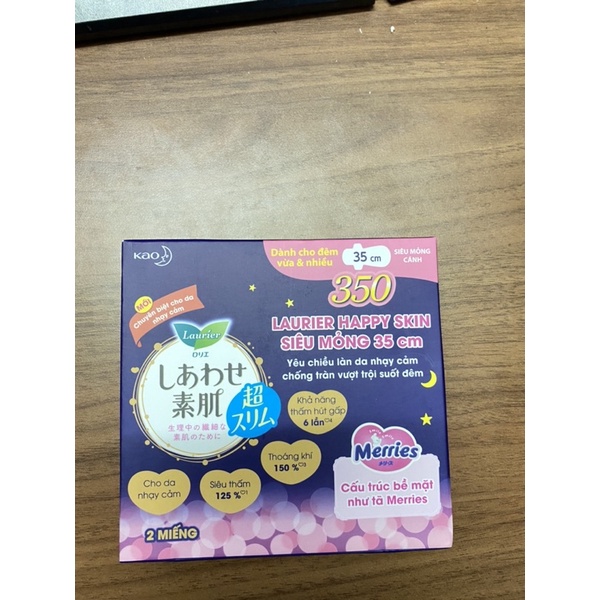 Kao
Dành cho đêm
vừa & nhiều
35 cm
SIÊU MỎNG
CÁNH
350
MỚI
Chuyên biệt cho da
nhạy cảm
LAURIER HAPPY SKIN
SIÊU MỎNG 35 cm
Yêu chiều làn da nhạy cảm
chống tràn vượt trội suốt đêm
Laurier
ロリエ
しあわせ
素肌
超
スリム
生理中の繊細な
素肌のために
Khả năng
thấm hút gấp
6 lần
Thoáng khí
150 %
Siêu thấm
125 %
Cho da
nhạy cảm
Merries
メリーズ
Cấu trúc bề mặt
như tã Merries
2 MIẾNG